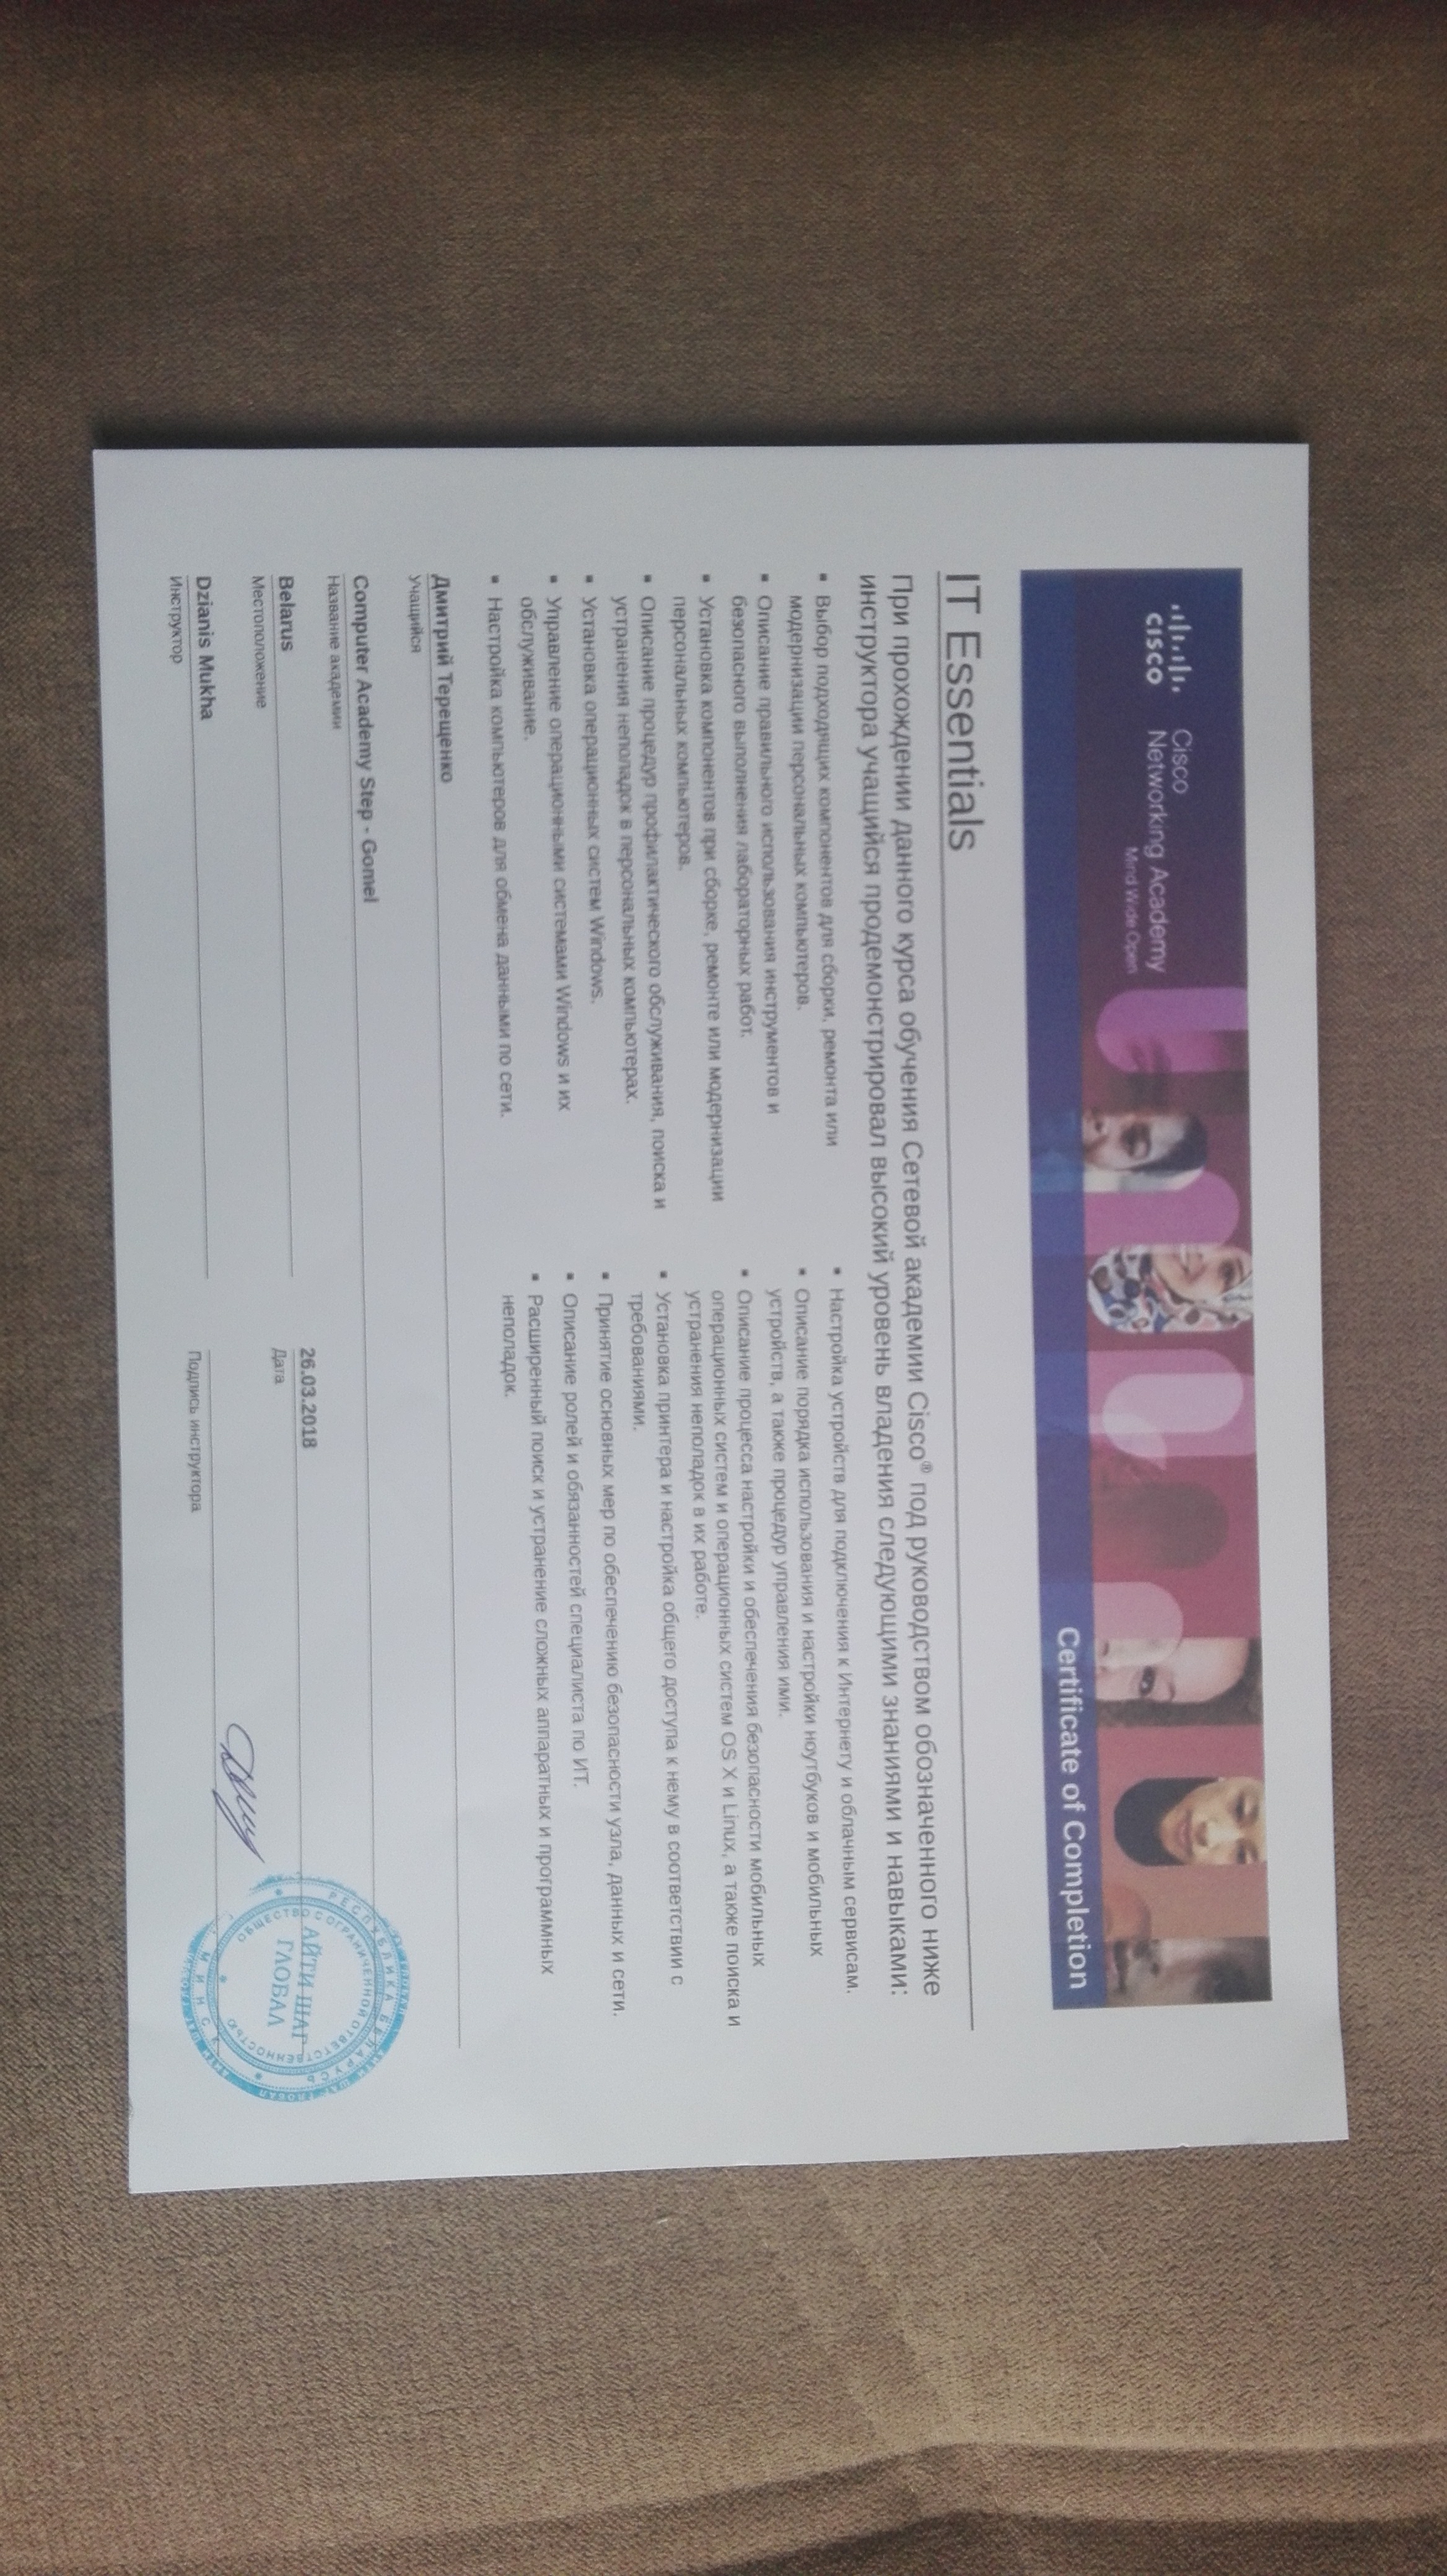 CISCO
Cisco
Networking Academy
Mind Wide Open
Certificate of Completion
IT Essentials
При прохождении данного курса обучения Сетевой академии Cisco® под руководством обозначенного ниже
инструктора учащийся продемонстрировал высокий уровень владения следующими знаниями и навыками:
▪ Выбор подходящих компонентов для сборки, ремонта или
модернизации персональных компьютеров.
▪ Описание правильного использования инструментов и
безопасного выполнения лабораторных работ.
▪ Установка компонентов при сборке, ремонте или модернизации
персональных компьютеров.
▪ Описание процедур профилактического обслуживания, поиска и
устранения неполадок в персональных компьютерах.
▪ Установка операционных систем Windows.
▪ Управление операционными системами Windows и их
обслуживание.
▪ Настройка компьютеров для обмена данными по сети.
▪ Настройка устройств для подключения к Интернету и облачным сервисам.
▪ Описание порядка использования и настройки ноутбуков и мобильных
устройств, а также процедур управления ими.
▪ Описание процесса настройки и обеспечения безопасности мобильных
операционных систем и операционных систем OS X и Linux, а также поиска и
устранения неполадок в их работе.
▪ Установка принтера и настройка общего доступа к нему в соответствии с
требованиями.
▪ Принятие основных мер по обеспечению безопасности узла, данных и сети.
▪ Описание ролей и обязанностей специалиста по ИТ.
▪ Расширенный поиск и устранение сложных аппаратных и программных
неполадок.
Дмитрий Терещенко
учащийся
Computer Academy Step - Gomel
Название академии
Belarus
Местоположение
26.03.2018
Дата
Dzianis Mukha
Инструктор
Подпись инструктора
РЕСПУБЛИКА БЕЛАРУСЬ
ОБЩЕСТВО С ОГРАНИЧЕННОЙ ОТВЕТСТВЕННОСТЬЮ
АЙТИ ШАГ
ГЛОБАЛ
Г. МИНСК